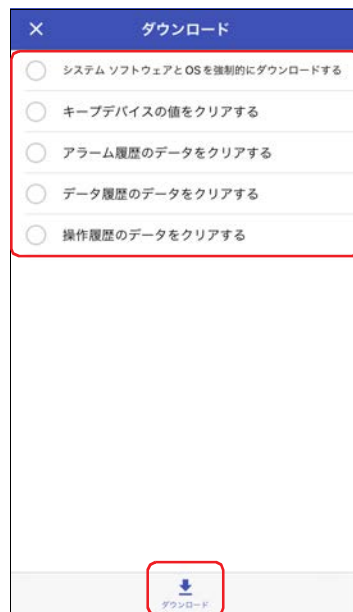 × ダウンロード
システム ソフトウェアとOSを強制的にダウンロードする
キープデバイスの値をクリアする
アラーム履歴のデータをクリアする
データ履歴のデータをクリアする
操作履歴のデータをクリアする
ダウンロード